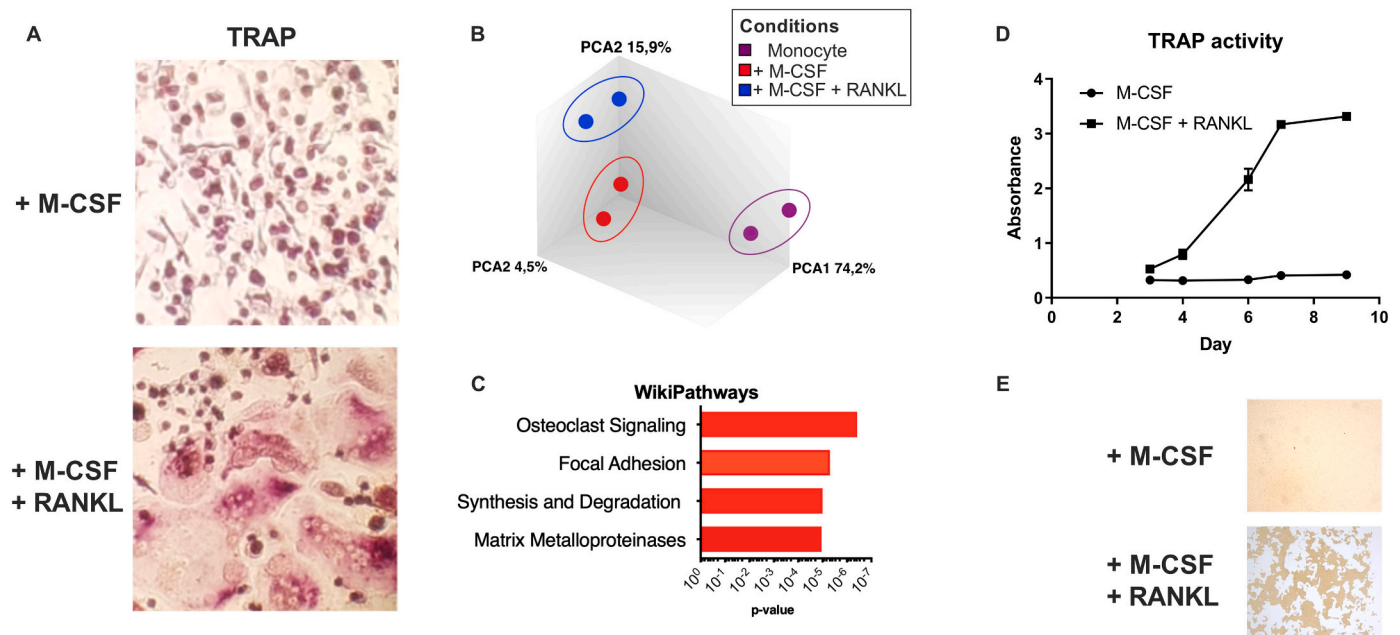 A
TRAP
+ M-CSF
+ M-CSF
+ RANKL
B
PCA2 15,9%
Conditions
Monocyte
+ M-CSF
+ M-CSF + RANKL
PCA2 4,5%
PCA1 74,2%
C
WikiPathways
Osteoclast Signaling
Focal Adhesion
Synthesis and Degradation
Matrix Metalloproteinases
10^0 10^-1 10^-2 10^-3 10^-4 10^-5 10^-6 10^-7
p-value
D
TRAP activity
M-CSF
M-CSF + RANKL
Absorbance
4
3
2
1
0
0 2 4 6 8 10
Day
E
+ M-CSF
+ M-CSF
+ RANKL